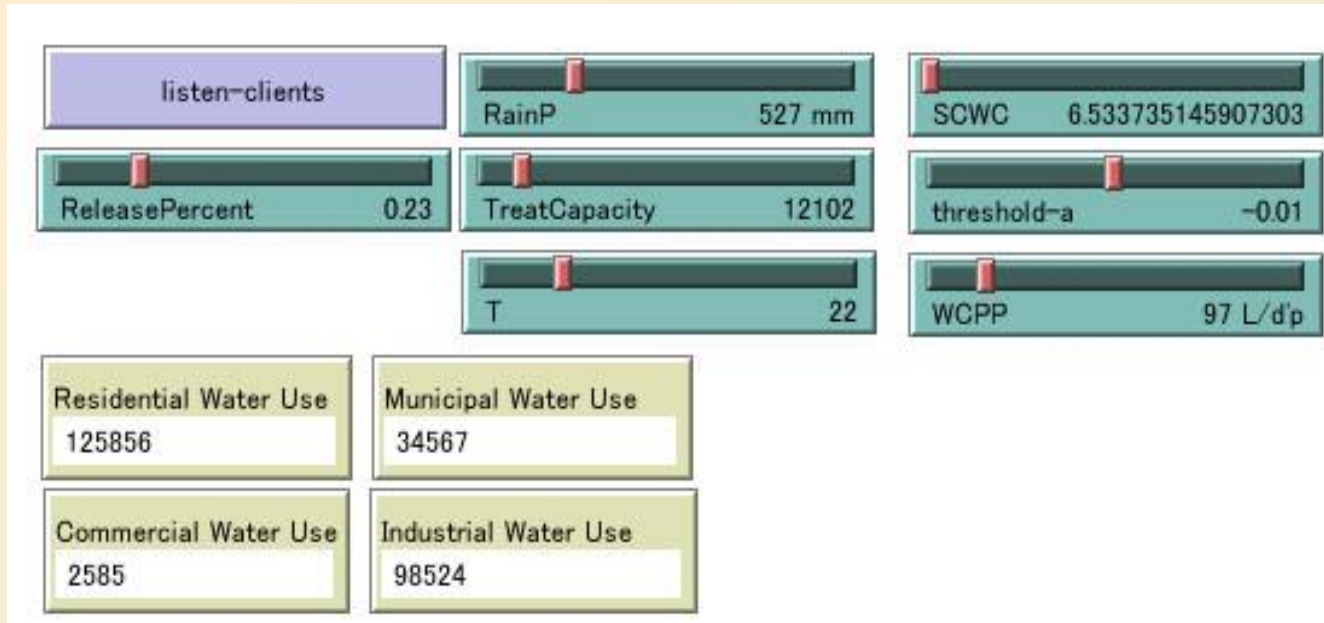 listen-clients
RainP 527 mm
SCWC 6.533735145907303
ReleasePercent 0.23
TreatCapacity 12102
threshold-a -0.01
T 22
WCPP 97 L/d'p
Residential Water Use
125856
Municipal Water Use
34567
Commercial Water Use
2585
Industrial Water Use
98524